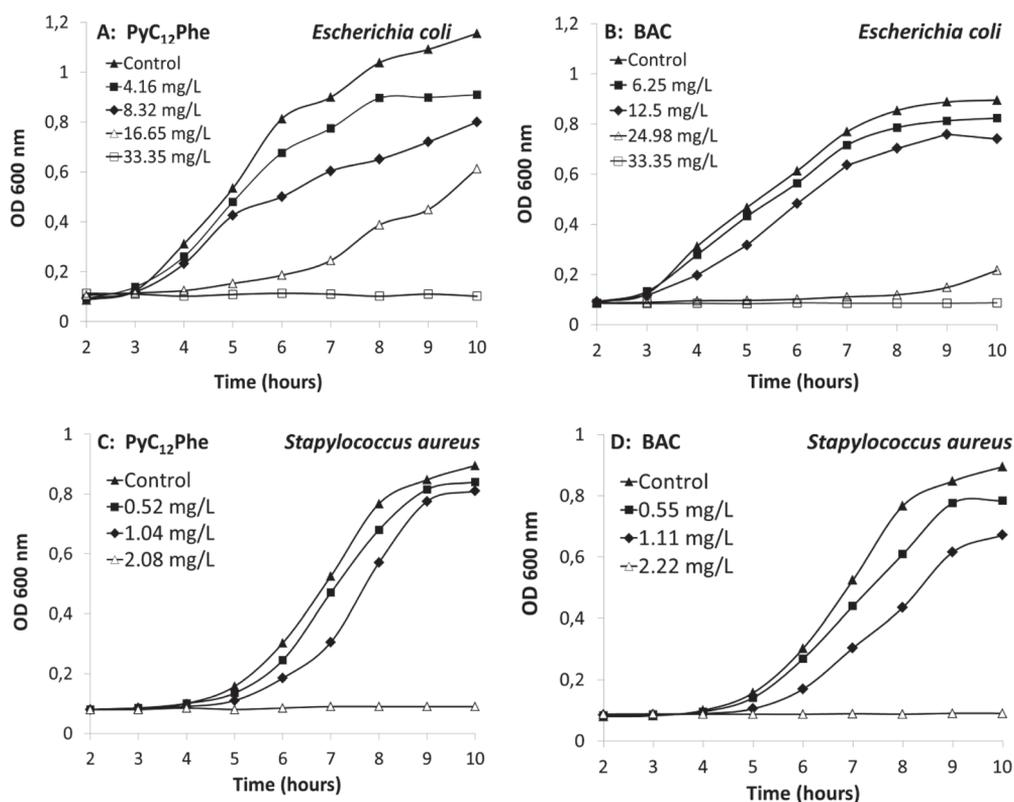 A: PyC₁₂Phe
Escherichia coli
Control
4.16 mg/L
8.32 mg/L
16.65 mg/L
33.35 mg/L
OD 600 nm
1,2
1
0,8
0,6
0,4
0,2
0
2 3 4 5 6 7 8 9 10
Time (hours)
B: BAC
Escherichia coli
Control
6.25 mg/L
12.5 mg/L
24.98 mg/L
33.35 mg/L
OD 600 nm
1,2
1
0,8
0,6
0,4
0,2
0
2 3 4 5 6 7 8 9 10
Time (hours)
C: PyC₁₂Phe
Stapylococcus aureus
Control
0.52 mg/L
1.04 mg/L
2.08 mg/L
OD 600 nm
1
0,8
0,6
0,4
0,2
0
2 3 4 5 6 7 8 9 10
Time (hours)
D: BAC
Stapylococcus aureus
Control
0.55 mg/L
1.11 mg/L
2.22 mg/L
OD 600 nm
1
0,8
0,6
0,4
0,2
0
2 3 4 5 6 7 8 9 10
Time (hours)